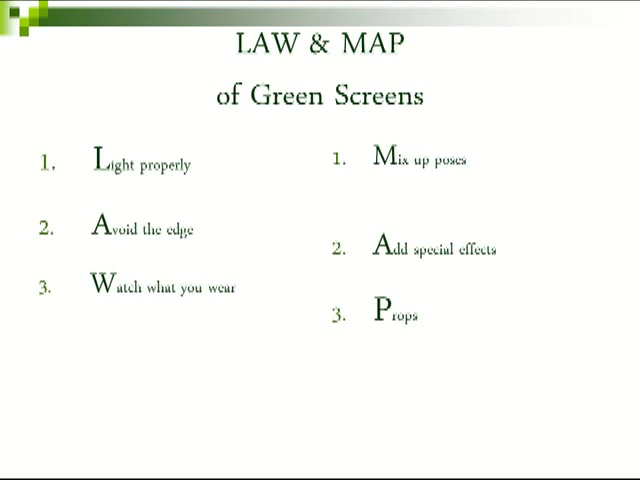 LAW & MAP
of Green Screens
1. Light properly
2. Avoid the edge
3. Watch what you wear
1. Mix up poses
2. Add special effects
3. Props